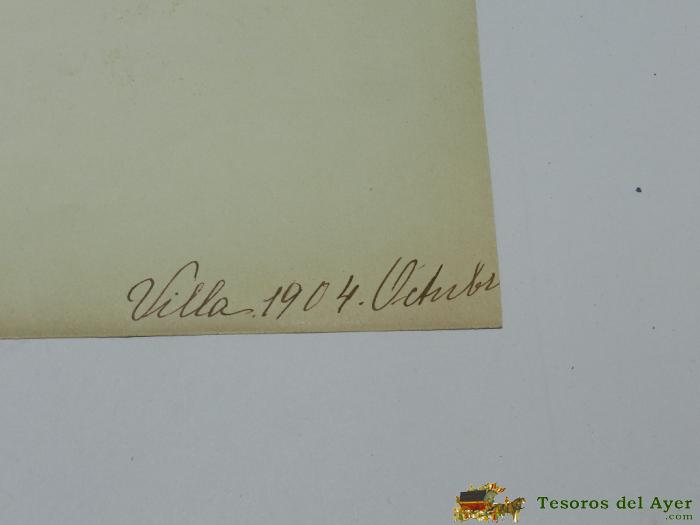 Villa. 1904. Octubr
Tesoros del Ayer
.com